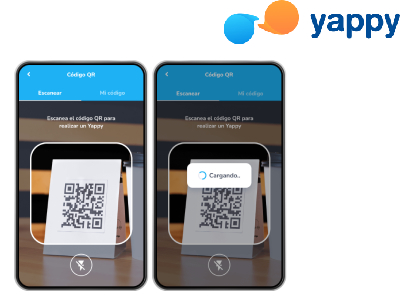 yappy
Código QR
Escanear
Mi código
Escanea el código QR para
realizar un Yappy
Código QR
Escanear
Mi código
Escanea el código QR para
realizar un Yappy
Cargando..